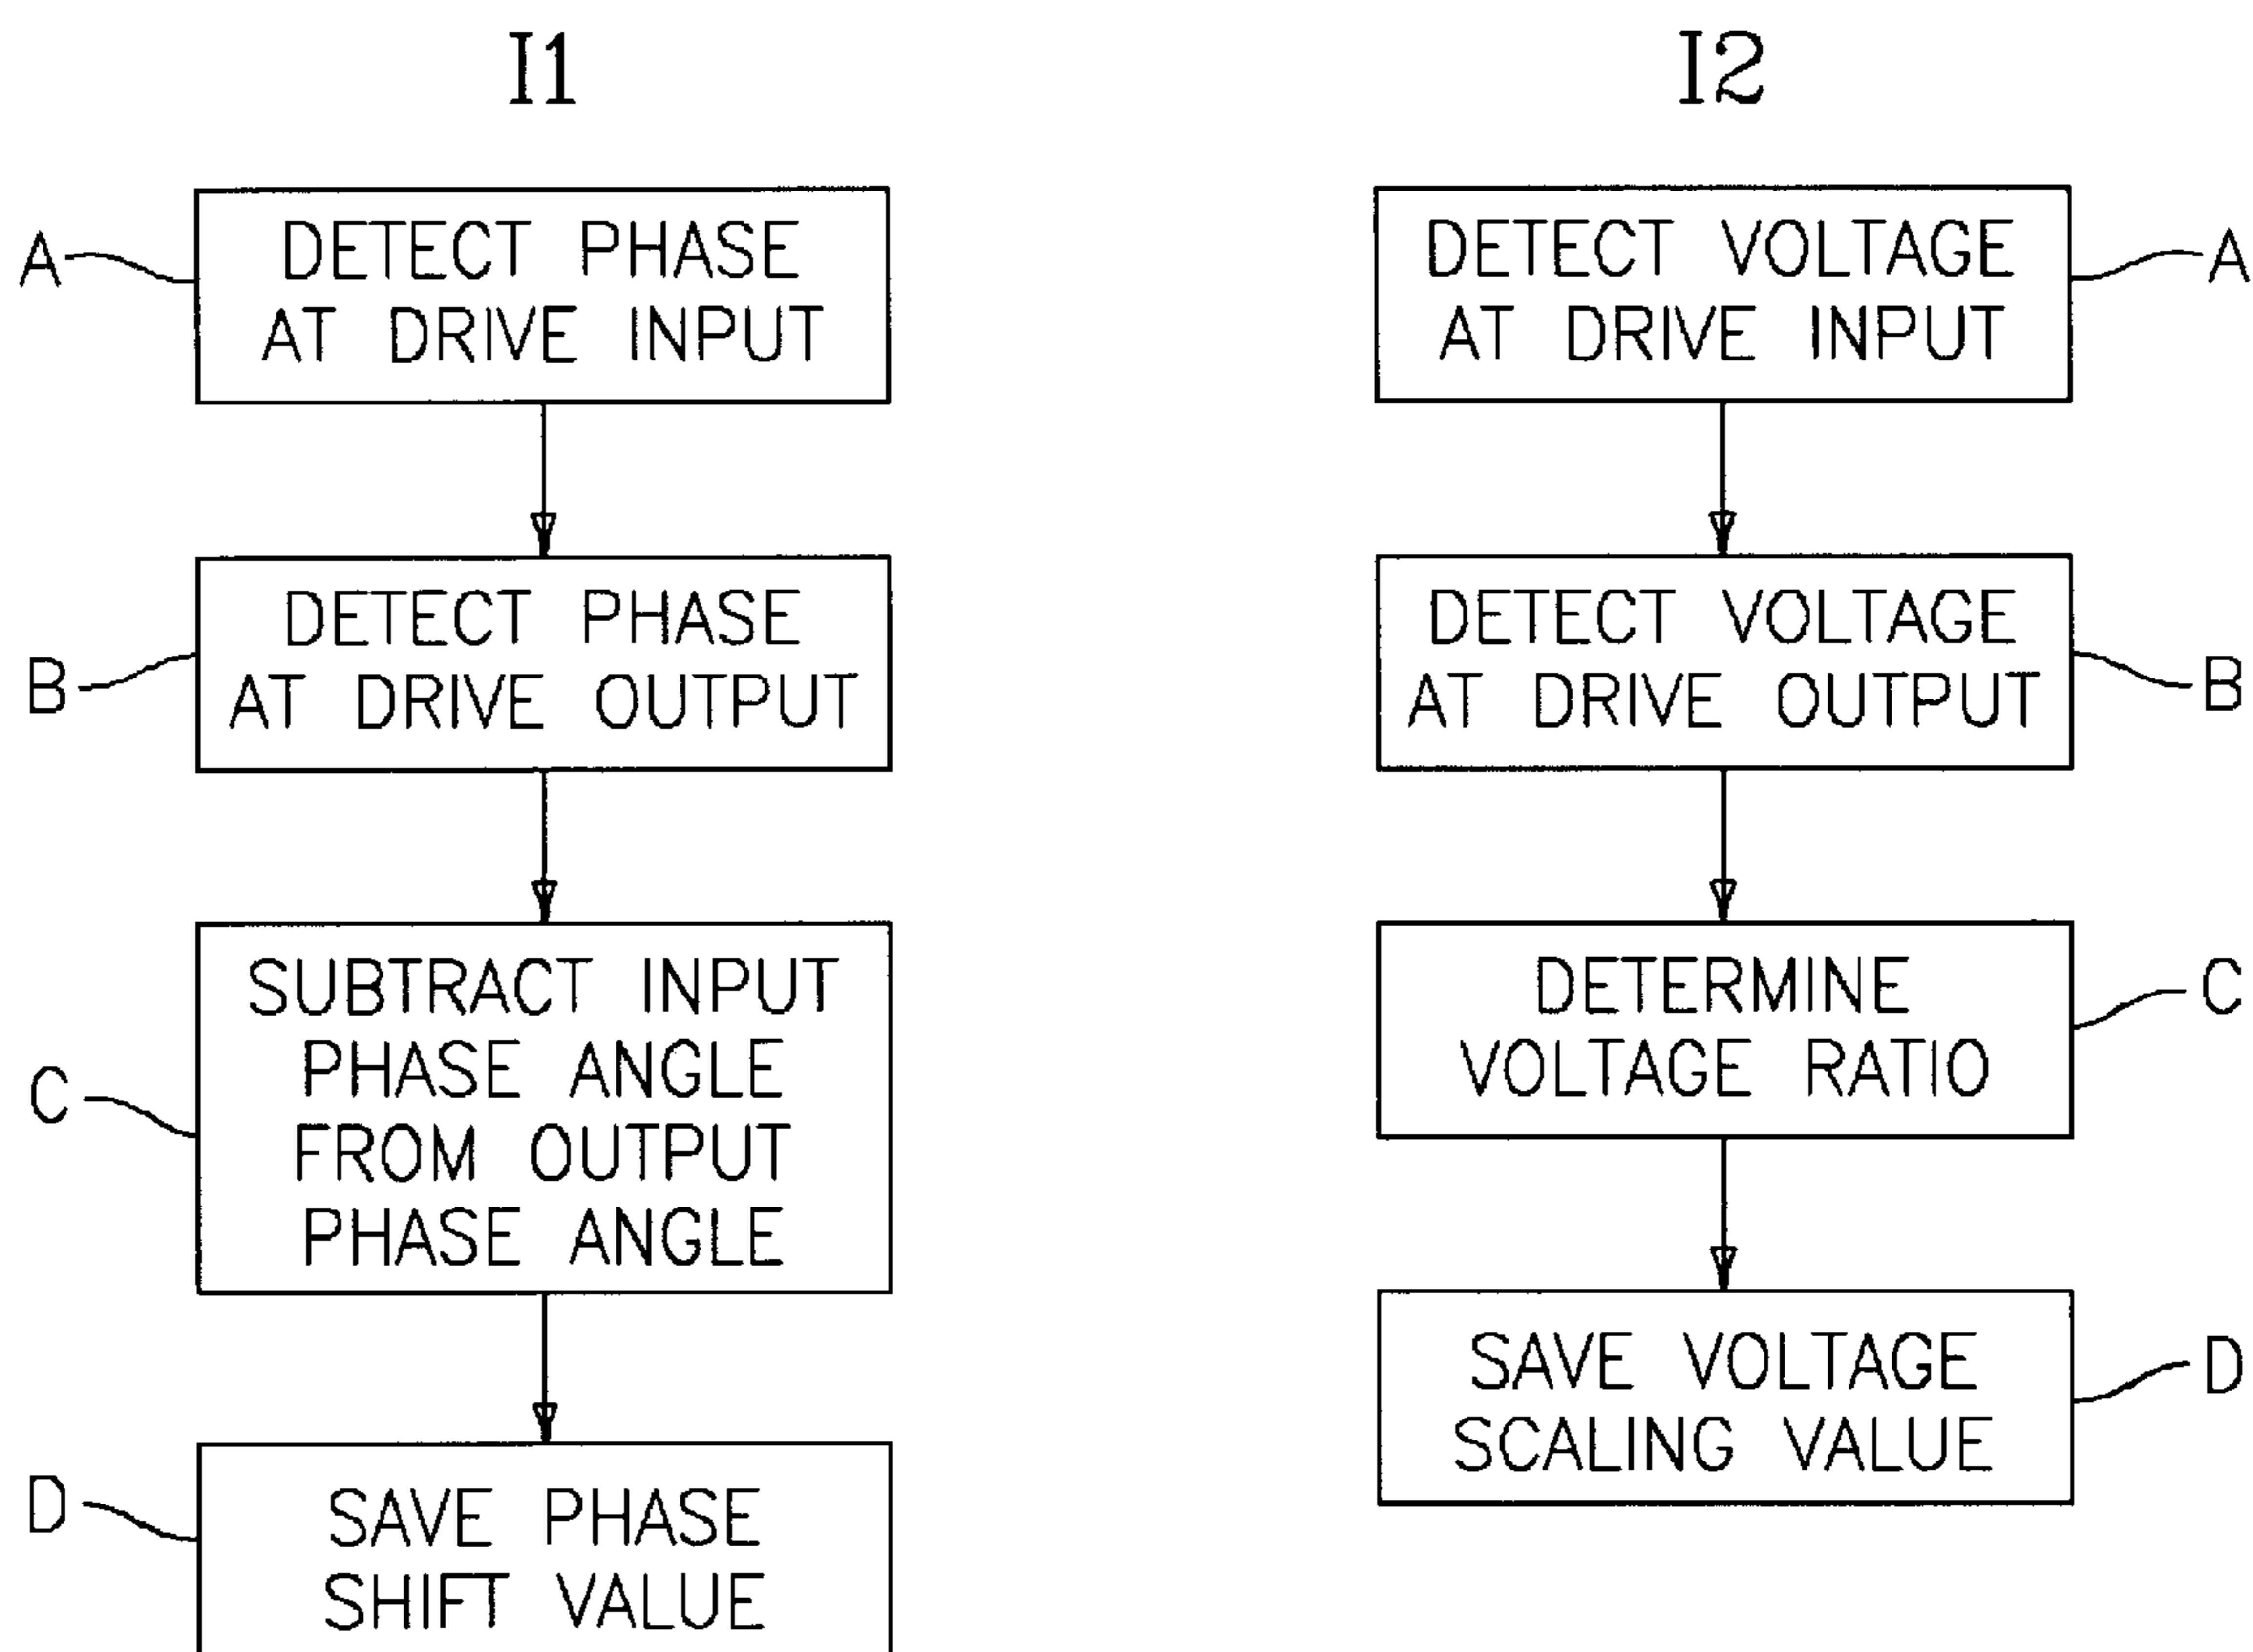 I1
A
DETECT PHASE
AT DRIVE INPUT
B
DETECT PHASE
AT DRIVE OUTPUT
C
SUBTRACT INPUT
PHASE ANGLE
FROM OUTPUT
PHASE ANGLE
D
SAVE PHASE
SHIFT VALUE
I2
DETECT VOLTAGE
AT DRIVE INPUT
A
DETECT VOLTAGE
AT DRIVE OUTPUT
B
DETERMINE
VOLTAGE RATIO
C
SAVE VOLTAGE
SCALING VALUE
D